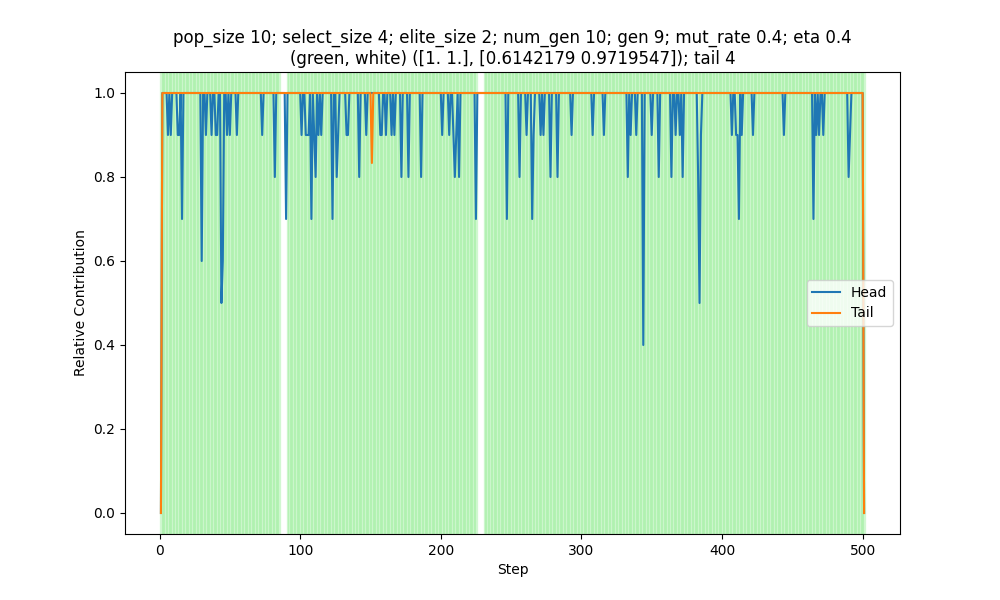 pop_size 10; select_size 4; elite_size 2; num_gen 10; gen 9; mut_rate 0.4; eta 0.4
(green, white) ([1. 1.], [0.6142179 0.9719547]); tail 4
1.0
0.8
0.6
0.4
0.2
0.0
Relative Contribution
Head
Tail
0 100 200 300 400 500
Step